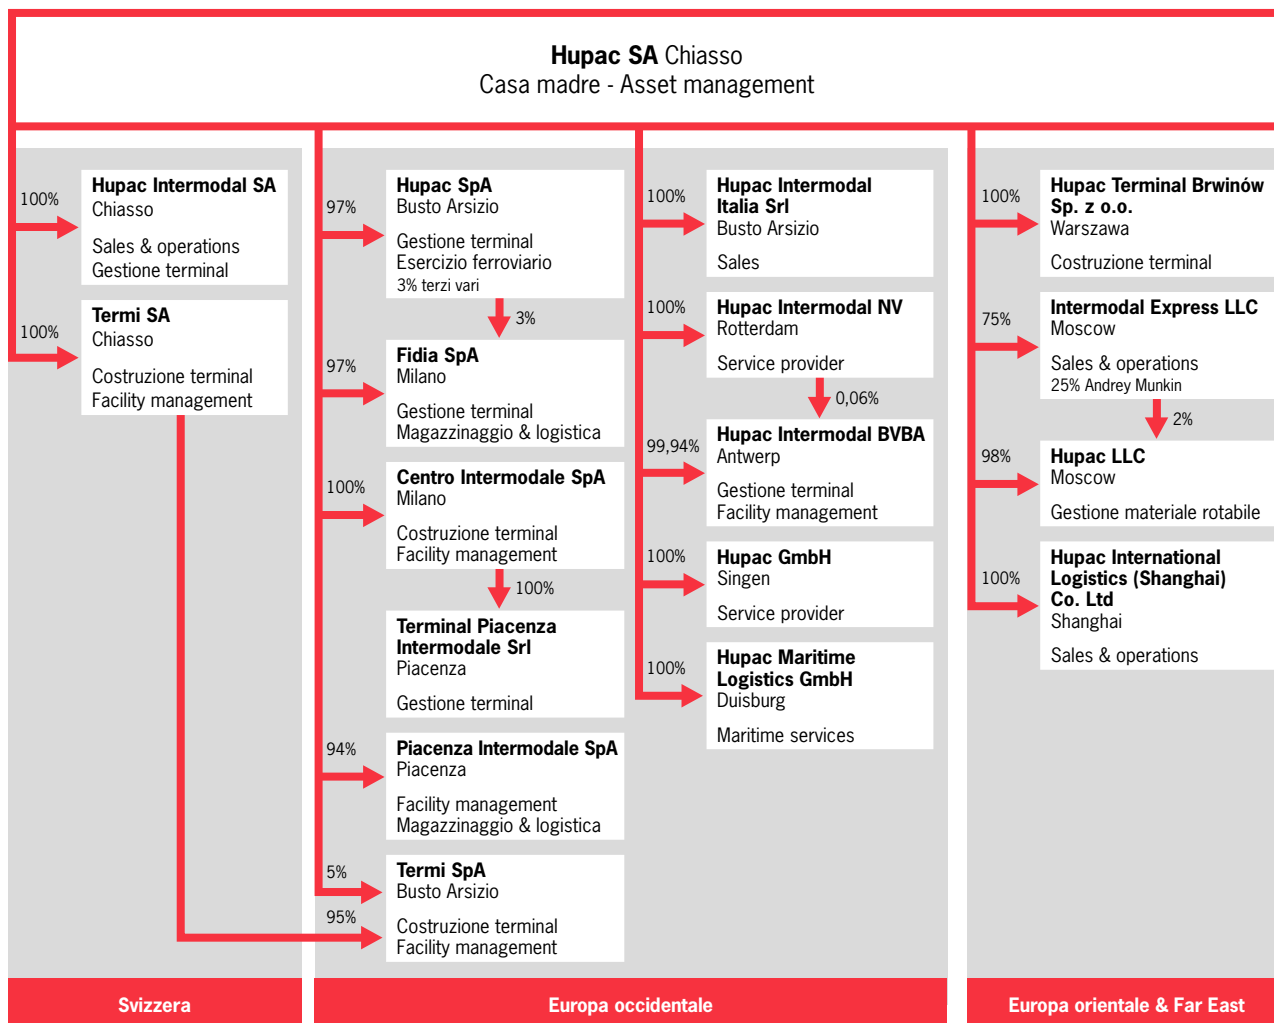 Hupac SA Chiasso
Casa madre - Asset management
100%
Hupac Intermodal SA
Chiasso
Sales & operations
Gestione terminal
100%
Termi SA
Chiasso
Costruzione terminal
Facility management
97%
Hupac SpA
Busto Arsizio
Gestione terminal
Esercizio ferroviario
3% terzi vari
3%
97%
Fidia SpA
Milano
Gestione terminal
Magazzinaggio & logistica
100%
Centro Intermodale SpA
Milano
Costruzione terminal
Facility management
100%
Terminal Piacenza
Intermodale Srl
Piacenza
Gestione terminal
94%
Piacenza Intermodale SpA
Piacenza
Facility management
Magazzinaggio & logistica
5%
Termi SpA
Busto Arsizio
95%
Costruzione terminal
Facility management
100%
Hupac Intermodal
Italia Srl
Busto Arsizio
Sales
100%
Hupac Intermodal NV
Rotterdam
Service provider
0,06%
99,94%
Hupac Intermodal BVBA
Antwerp
Gestione terminal
Facility management
100%
Hupac GmbH
Singen
Service provider
100%
Hupac Maritime
Logistics GmbH
Duisburg
Maritime services
100%
Hupac Terminal Brwinów
Sp. z o.o.
Warszawa
Costruzione terminal
75%
Intermodal Express LLC
Moscow
Sales & operations
25% Andrey Munkin
2%
98%
Hupac LLC
Moscow
Gestione materiale rotabile
100%
Hupac International
Logistics (Shanghai)
Co. Ltd
Shanghai
Sales & operations
Svizzera
Europa occidentale
Europa orientale & Far East